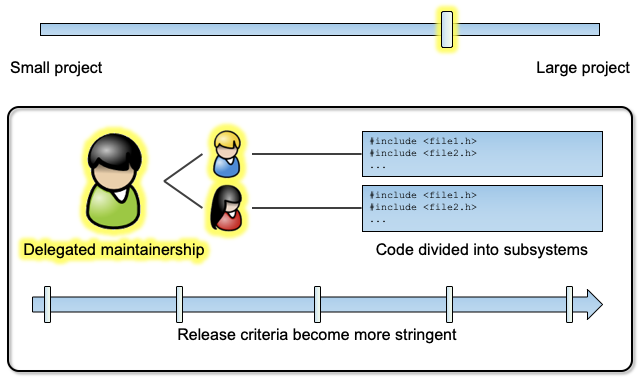 Small project
Large project
#include <file1.h>
#include <file2.h>
...
#include <file1.h>
#include <file2.h>
...
Delegated maintainership
Code divided into subsystems
Release criteria become more stringent